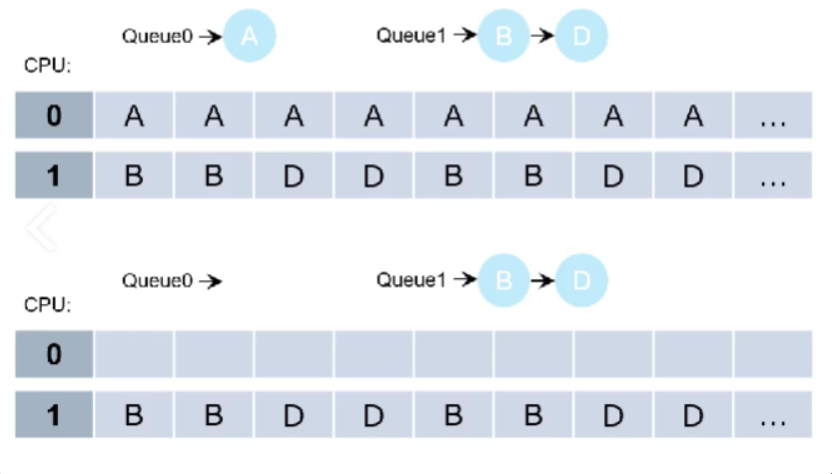 Queue0 → A Queue1 → B → D
CPU:
0 A A A A A A A A ...
1 B B D D B B D D ...
Queue0 → Queue1 → B → D
CPU:
0
1 B B D D B B D D ...